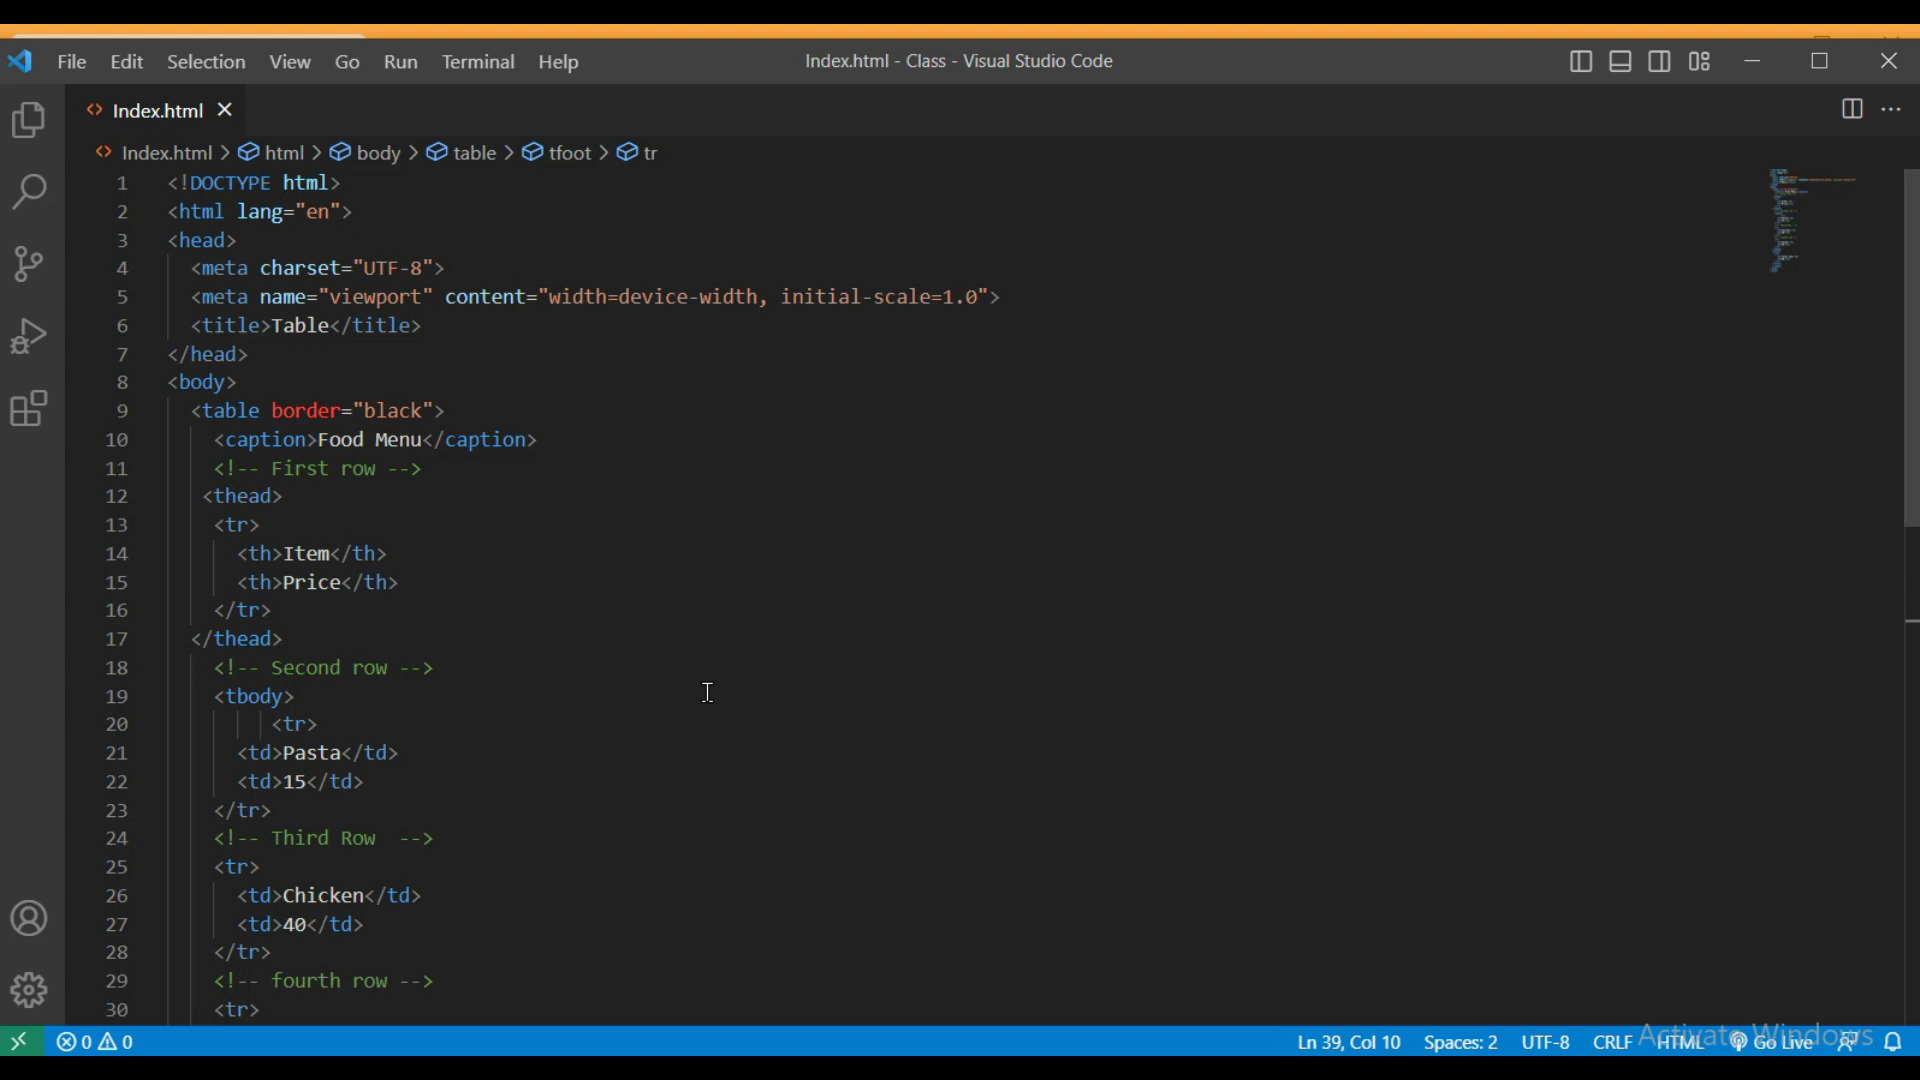 File Edit Selection View Go Run Terminal Help Index.html - Class - Visual Studio Code
Index.html
Index.html > html > body > table > tfoot > tr
1 <!DOCTYPE html>
2 <html lang="en">
3 <head>
4 <meta charset="UTF-8">
5 <meta name="viewport" content="width=device-width, initial-scale=1.0">
6 <title>Table</title>
7 </head>
8 <body>
9 <table border="black">
10 <caption>Food Menu</caption>
11 <!-- First row -->
12 <thead>
13 <tr>
14 <th>Item</th>
15 <th>Price</th>
16 </tr>
17 </thead>
18 <!-- Second row -->
19 <tbody>
20 <tr>
21 <td>Pasta</td>
22 <td>15</td>
23 </tr>
24 <!-- Third Row  -->
25 <tr>
26 <td>Chicken</td>
27 <td>40</td>
28 </tr>
29 <!-- fourth row -->
30 <tr>
0 0 Ln 39, Col 10 Spaces: 2 UTF-8 CRLF HTML Go Live
Activate Windows